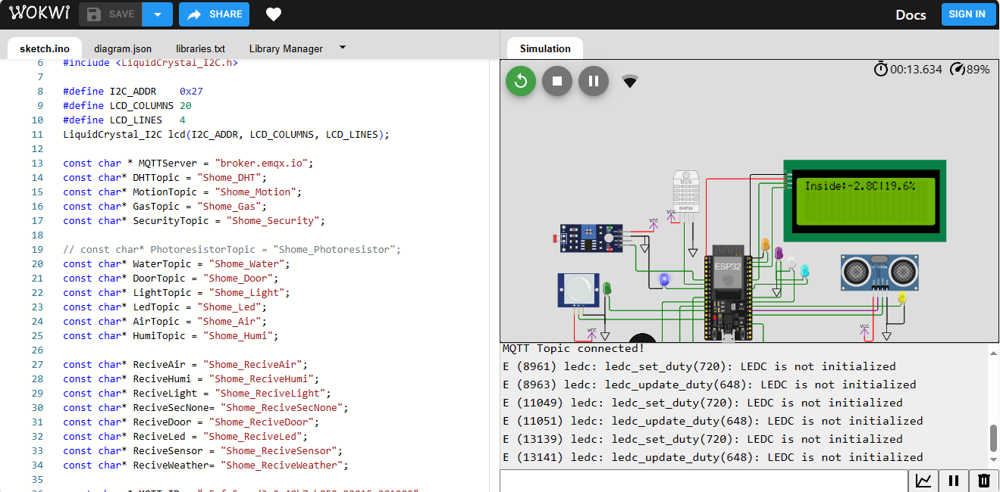 WOKWI
SAVE
SHARE
Docs
SIGN IN
sketch.ino
diagram.json
libraries.txt
Library Manager
6 #include <LiquidCrystal_I2C.h>
7
8 #define I2C_ADDR    0x27
9 #define LCD_COLUMNS 20
10 #define LCD_LINES   4
11 LiquidCrystal_I2C lcd(I2C_ADDR, LCD_COLUMNS, LCD_LINES);
12
13 const char * MQTTServer = "broker.emqx.io";
14 const char* DHTTopic = "Shome_DHT";
15 const char* MotionTopic = "Shome_Motion";
16 const char* GasTopic = "Shome_Gas";
17 const char* SecurityTopic = "Shome_Security";
18
19 // const char* PhotoresistorTopic = "Shome_Photoresistor";
20 const char* WaterTopic = "Shome_Water";
21 const char* DoorTopic = "Shome_Door";
22 const char* LightTopic = "Shome_Light";
23 const char* LedTopic = "Shome_Led";
24 const char* AirTopic = "Shome_Air";
25 const char* HumiTopic = "Shome_Humi";
26
27 const char* ReciveAir = "Shome_ReciveAir";
28 const char* ReciveHumi = "Shome_ReciveHumi";
29 const char* ReciveLight = "Shome_ReciveLight";
30 const char* ReciveSecNone= "Shome_ReciveSecNone";
31 const char* ReciveDoor = "Shome_ReciveDoor";
32 const char* ReciveLed = "Shome_ReciveLed";
33 const char* ReciveSensor = "Shome_ReciveSensor";
34 const char* ReciveWeather= "Shome_ReciveWeather";
35
Simulation
00:13.634 89%
Inside:-2.8C|19.6%
DHT22
VCC
VCC
ESP32
HC-SR04
VCC
VCC
MQTT Topic connected!
E (8961) ledc: ledc_set_duty(720): LEDC is not initialized
E (8963) ledc: ledc_update_duty(648): LEDC is not initialized
E (11049) ledc: ledc_set_duty(720): LEDC is not initialized
E (11051) ledc: ledc_update_duty(648): LEDC is not initialized
E (13139) ledc: ledc_set_duty(720): LEDC is not initialized
E (13141) ledc: ledc_update_duty(648): LEDC is not initialized